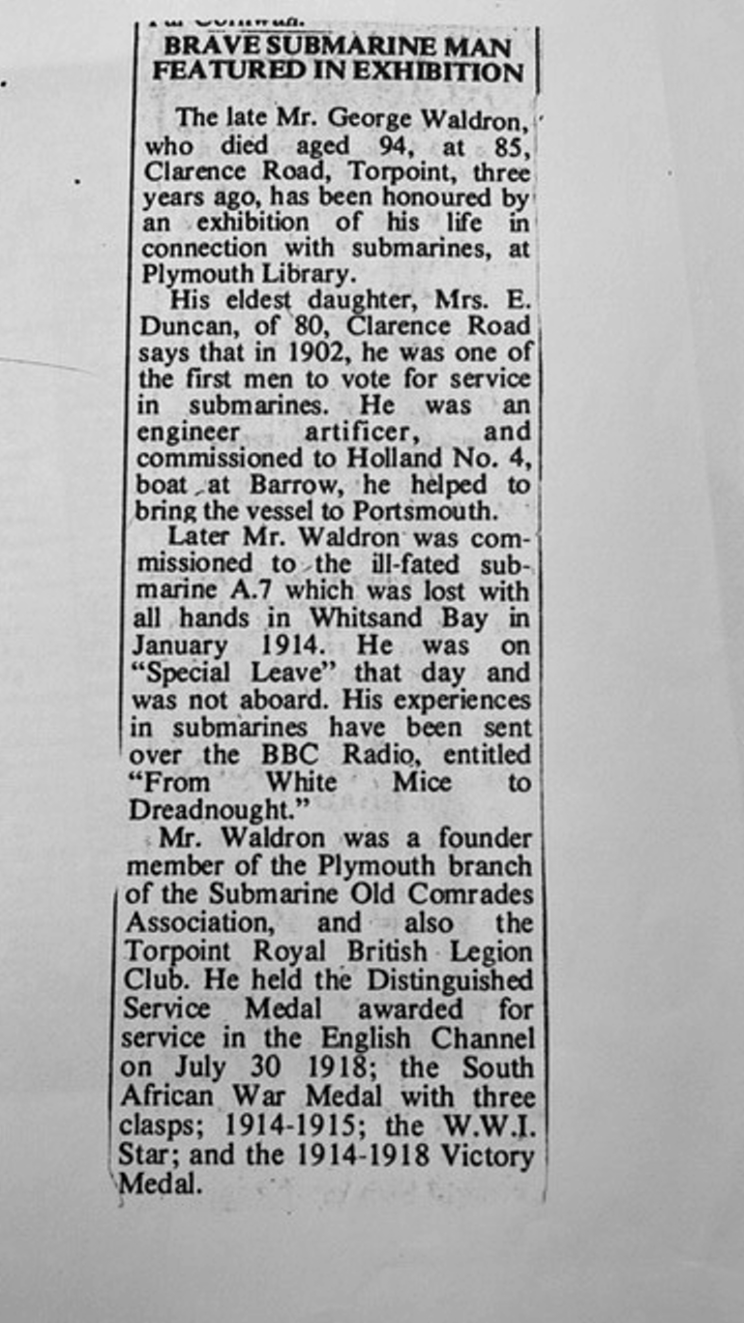 BRAVE SUBMARINE MAN
FEATURED IN EXHIBITION
The late Mr. George Waldron,
who died aged 94, at 85,
Clarence Road, Torpoint, three
years ago, has been honoured by
an exhibition of his life in
connection with submarines, at
Plymouth Library.
His eldest daughter, Mrs. E.
Duncan, of 80, Clarence Road
says that in 1902, he was one of
the first men to vote for service
in submarines. He was an
engineer artificer, and
commissioned to Holland No. 4,
boat at Barrow, he helped to
bring the vessel to Portsmouth.
Later Mr. Waldron was com-
missioned to the ill-fated sub-
marine A.7 which was lost with
all hands in Whitsand Bay in
January 1914. He was on
“Special Leave” that day and
was not aboard. His experiences
in submarines have been sent
over the BBC Radio, entitled
“From White Mice to
Dreadnought.”
Mr. Waldron was a founder
member of the Plymouth branch
of the Submarine Old Comrades
Association, and also the
Torpoint Royal British Legion
Club. He held the Distinguished
Service Medal awarded for
service in the English Channel
on July 30 1918; the South
African War Medal with three
clasps; 1914-1915; the W.W.I.
Star; and the 1914-1918 Victory
Medal.